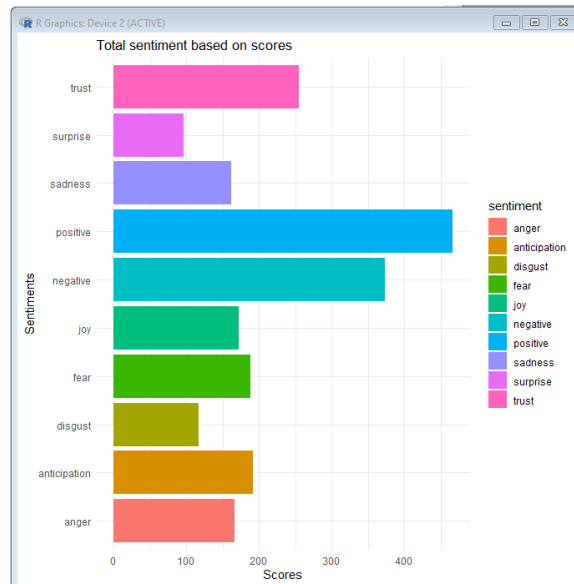 R Graphics: Device 2 (ACTIVE)
Total sentiment based on scores
trust
surprise
sadness
positive
negative
joy
fear
disgust
anticipation
anger
Sentiments
0 100 200 300 400
Scores
sentiment
anger
anticipation
disgust
fear
joy
negative
positive
sadness
surprise
trust